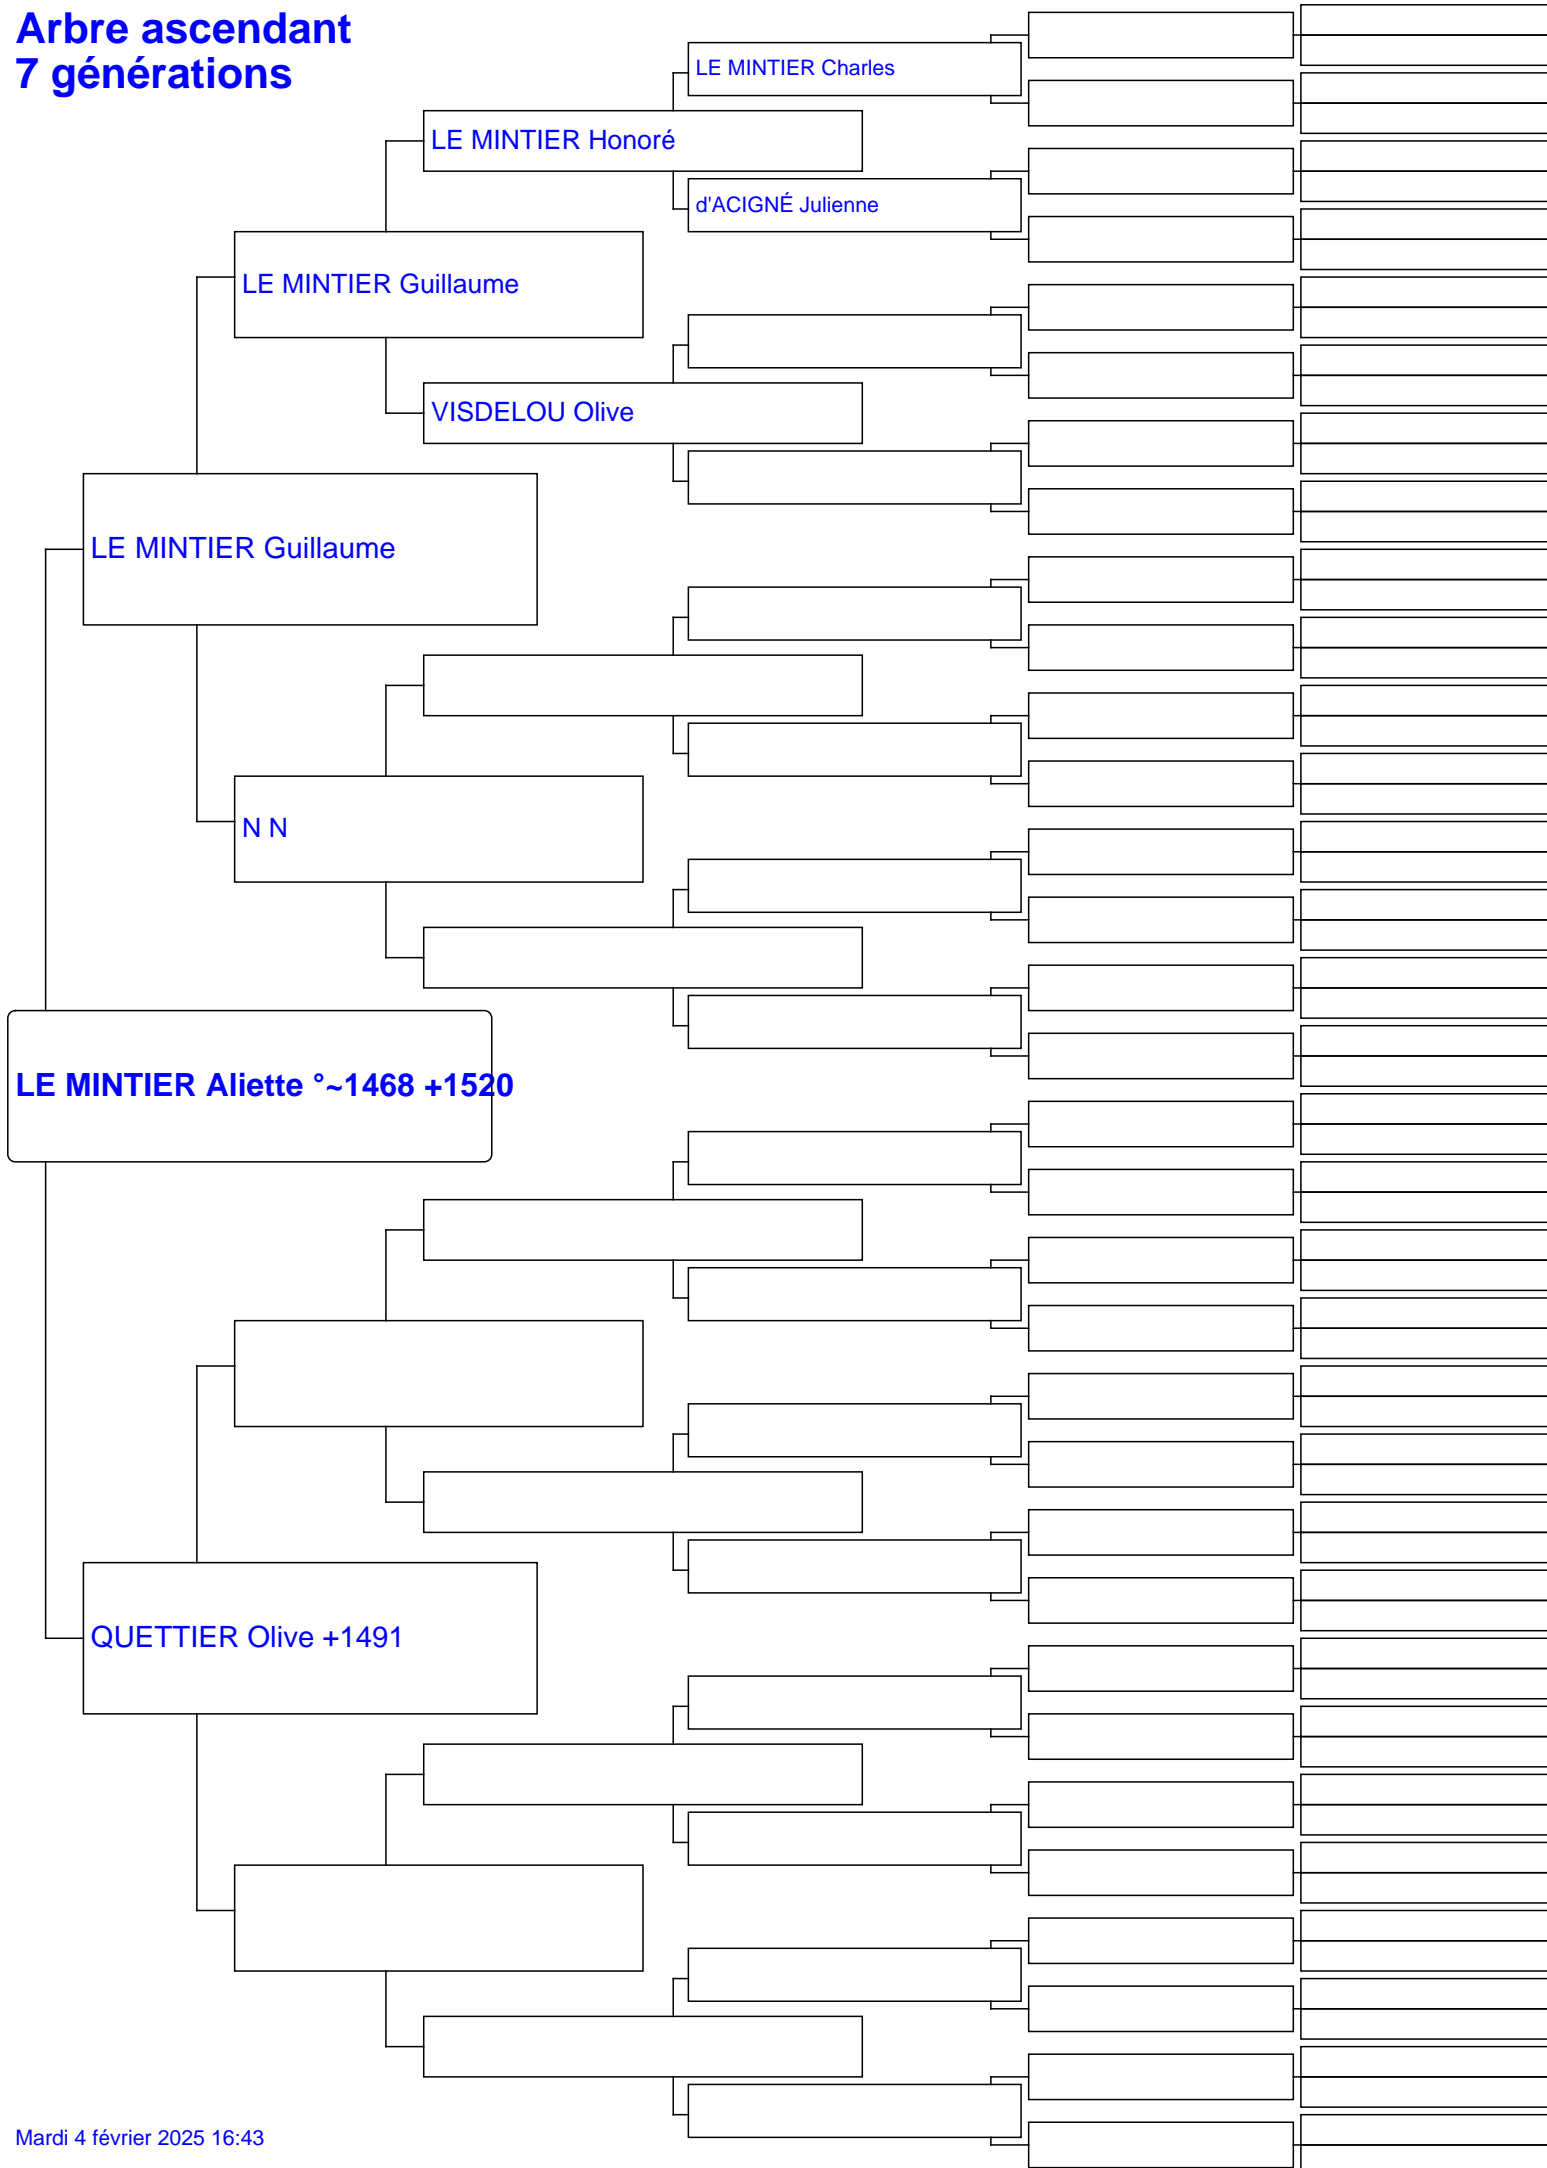 Arbre ascendant
7 générations
LE MINTIER Charles
LE MINTIER Honoré
d'ACIGNÉ Julienne
LE MINTIER Guillaume
VISDELOU Olive
LE MINTIER Guillaume
N N
LE MINTIER Aliette °~1468 +1520
QUETTIER Olive +1491
Mardi 4 février 2025 16:43